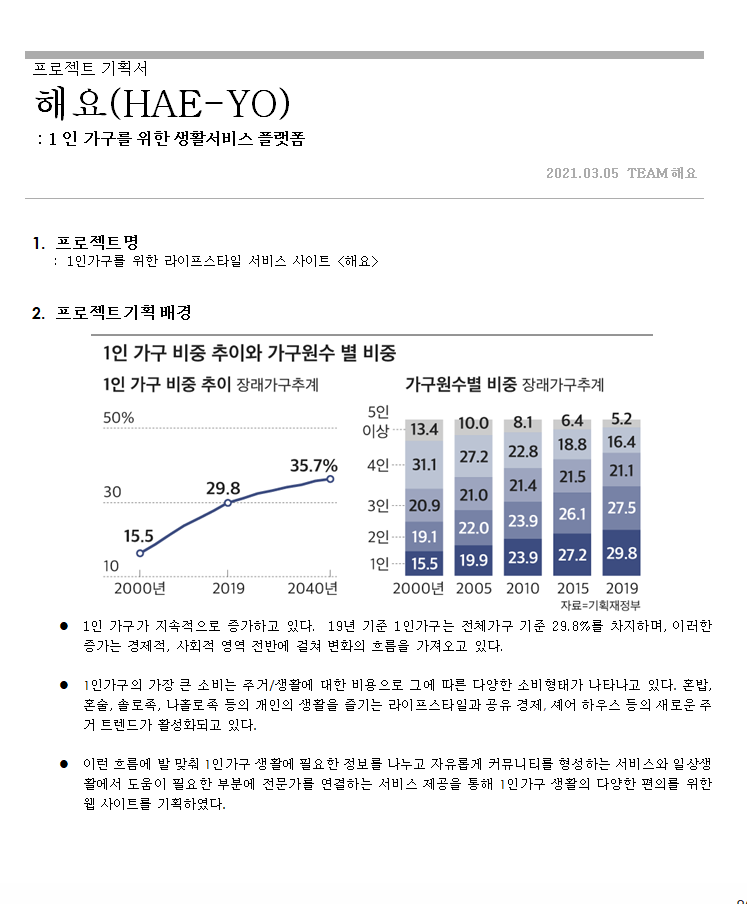 프로젝트 기획서
해요(HAE-YO)
: 1인 가구를 위한 생활서비스 플랫폼
2021.03.05 TEAM해요
1. 프로젝트명
: 1인가구를 위한 라이프스타일 서비스 사이트 <해요>
2. 프로젝트기획배경
1인 가구 비중 추이와 가구원수 별 비중
1인 가구 비중 추이 장래가구추계
50%
30
10
15.5
29.8
35.7%
2000년 2019 2040년
가구원수별 비중 장래가구추계
5인 이상 13.4 10.0 8.1 6.4 5.2
4인 31.1 27.2 22.8 18.8 16.4
3인 20.9 21.0 21.4 21.5 21.1
2인 19.1 22.0 23.9 26.1 27.5
1인 15.5 19.9 23.9 27.2 29.8
2000년 2005 2010 2015 2019
자료=기획재정부
● 1인 가구가 지속적으로 증가하고 있다. 19년 기준 1인가구는 전체가구 기준 29.8%를 차지하며, 이러한
증가는 경제적, 사회적 영역 전반에 걸쳐 변화의 흐름을 가져오고 있다.
● 1인가구의 가장 큰 소비는 주거/생활에 대한 비용으로 그에 따른 다양한 소비형태가 나타나고 있다. 혼밥,
혼술, 솔로족, 나홀로족 등의 개인의 생활을 즐기는 라이프스타일과 공유 경제, 셰어 하우스 등의 새로운 주
거 트렌드가 활성화되고 있다.
● 이런 흐름에 발 맞춰 1인가구 생활에 필요한 정보를 나누고 자유롭게 커뮤니티를 형성하는 서비스와 일상생
활에서 도움이 필요한 부분에 전문가를 연결하는 서비스 제공을 통해 1인가구 생활의 다양한 편의를 위한
웹 사이트를 기획하였다.